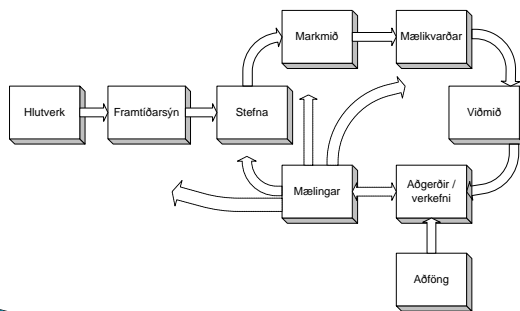 Markmið
Mælikvarðar
Hlutverk
Framtíðarsýn
Stefna
Viðmið
Mælingar
Aðgerðir /
verkefni
Aðföng